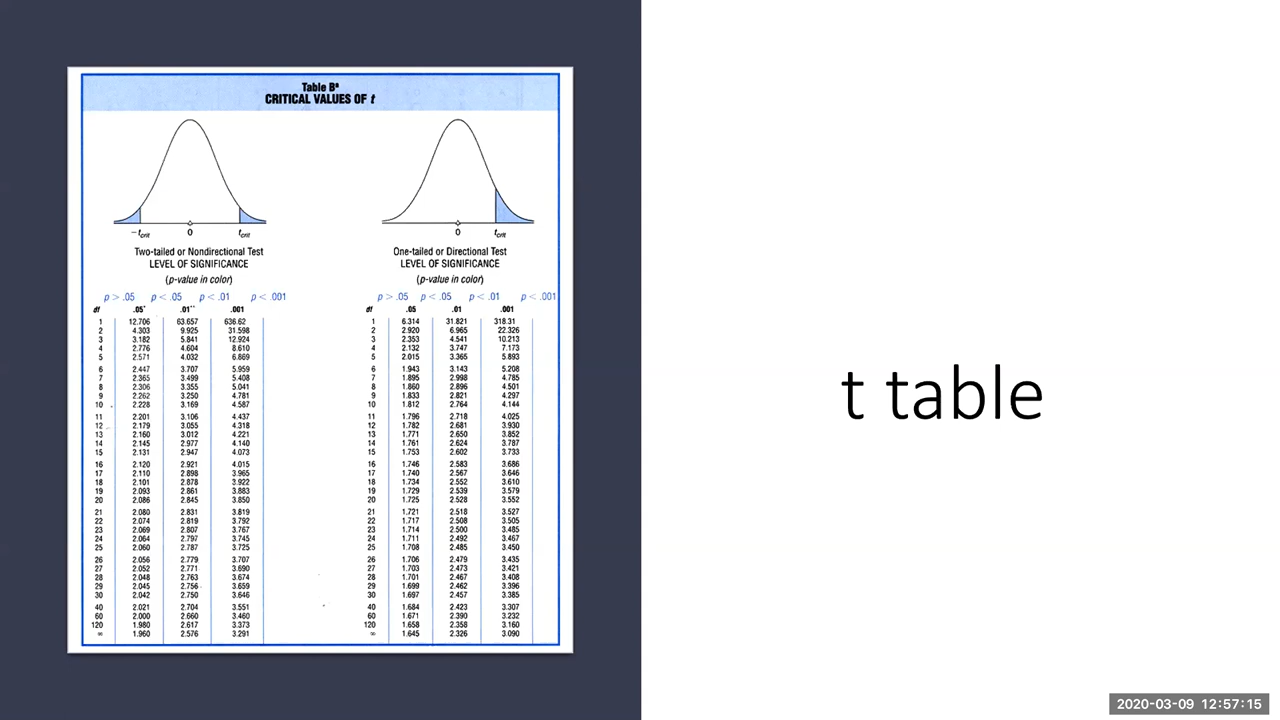 Table Bª
CRITICAL VALUES OF t
−tcrit 0 tcrit
0 tcrit
Two-tailed or Nondirectional Test
LEVEL OF SIGNIFICANCE
(p-value in color)
p > .05 p < .05 p < .01 p < .001
df .05* .01** .001
1 12.706 63.657 636.62
2 4.303 9.925 31.598
3 3.182 5.841 12.924
4 2.776 4.604 8.610
5 2.571 4.032 6.869
6 2.447 3.707 5.959
7 2.365 3.499 5.408
8 2.306 3.355 5.041
9 2.262 3.250 4.781
10 2.228 3.169 4.587
11 2.201 3.106 4.437
12 2.179 3.055 4.318
13 2.160 3.012 4.221
14 2.145 2.977 4.140
15 2.131 2.947 4.073
16 2.120 2.921 4.015
17 2.110 2.898 3.965
18 2.101 2.878 3.922
19 2.093 2.861 3.883
20 2.086 2.845 3.850
21 2.080 2.831 3.819
22 2.074 2.819 3.792
23 2.069 2.807 3.767
24 2.064 2.797 3.745
25 2.060 2.787 3.725
26 2.056 2.779 3.707
27 2.052 2.771 3.690
28 2.048 2.763 3.674
29 2.045 2.756 3.659
30 2.042 2.750 3.646
40 2.021 2.704 3.551
60 2.000 2.660 3.460
120 1.980 2.617 3.373
∞ 1.960 2.576 3.291
One-tailed or Directional Test
LEVEL OF SIGNIFICANCE
(p-value in color)
p > .05 p < .05 p < .01 p < .001
df .05 .01 .001
1 6.314 31.821 318.31
2 2.920 6.965 22.326
3 2.353 4.541 10.213
4 2.132 3.747 7.173
5 2.015 3.365 5.893
6 1.943 3.143 5.208
7 1.895 2.998 4.785
8 1.860 2.896 4.501
9 1.833 2.821 4.297
10 1.812 2.764 4.144
11 1.796 2.718 4.025
12 1.782 2.681 3.930
13 1.771 2.650 3.852
14 1.761 2.624 3.787
15 1.753 2.602 3.733
16 1.746 2.583 3.686
17 1.740 2.567 3.646
18 1.734 2.552 3.610
19 1.729 2.539 3.579
20 1.725 2.528 3.552
21 1.721 2.518 3.527
22 1.717 2.508 3.505
23 1.714 2.500 3.485
24 1.711 2.492 3.467
25 1.708 2.485 3.450
26 1.706 2.479 3.435
27 1.703 2.473 3.421
28 1.701 2.467 3.408
29 1.699 2.462 3.396
30 1.697 2.457 3.385
40 1.684 2.423 3.307
60 1.671 2.390 3.232
120 1.658 2.358 3.160
∞ 1.645 2.326 3.090
t table
2020-03-09 12:57:15